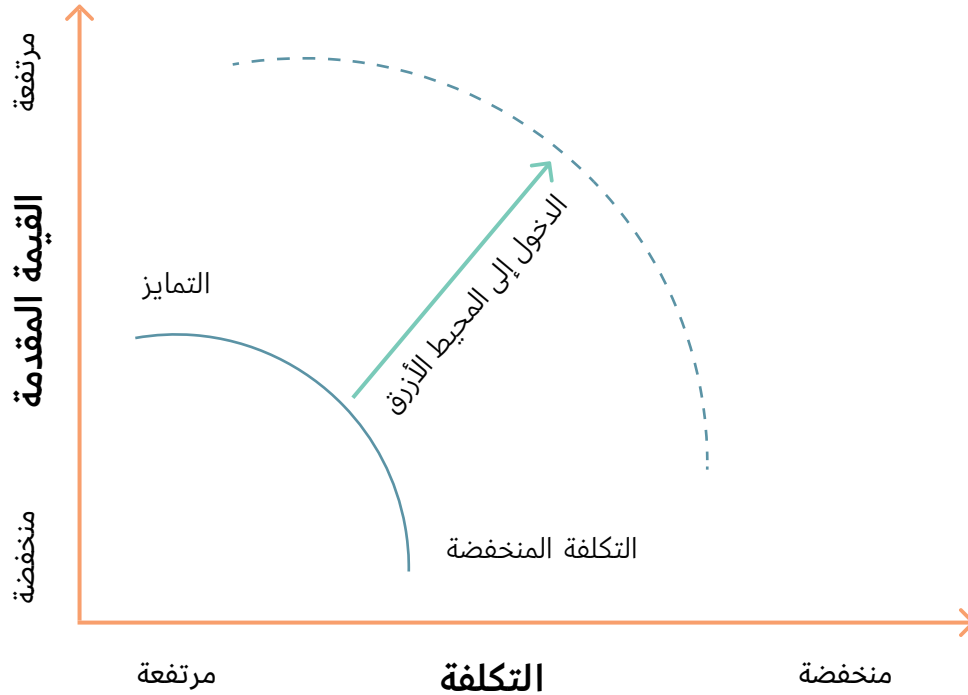 مرتفعة
القيمة المقدمة
منخفضة
التمايز
الدخول إلى المحيط الأزرق
التكلفة المنخفضة
مرتفعة
التكلفة
منخفضة